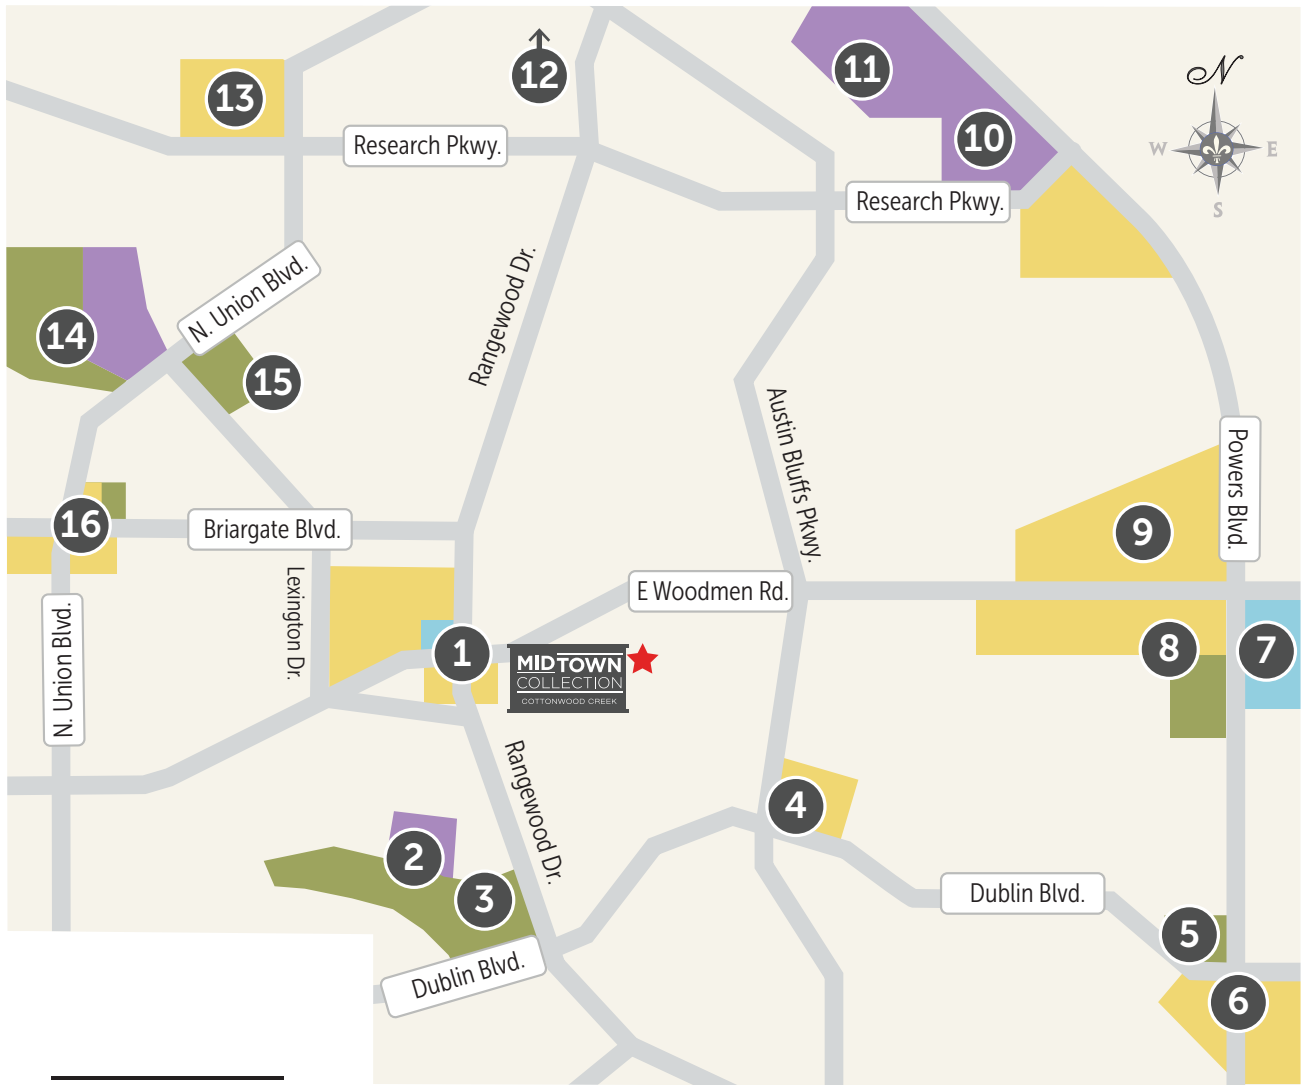 12
11
13
N
10
Research Pkwy.
W
E
Research Pkwy.
S
N. Union Blvd.
Rangewood Dr.
14
15
Austin Bluffs Pkwy.
Powers Blvd.
16
Briargate Blvd.
9
Lexington Dr.
E Woodmen Rd.
N. Union Blvd.
1
MIDTOWN
COLLECTION
COTTONWOOD CREEK
8
7
Rangewood Dr.
4
2
3
Dublin Blvd.
5
Dublin Blvd.
6